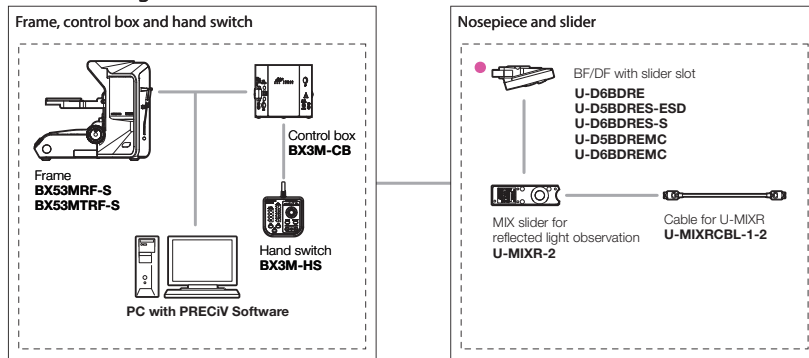 Frame, control box and hand switch
Frame
BX53MRF-S
BX53MTRF-S
Control box
BX3M-CB
Hand switch
BX3M-HS
PC with PRECiV Software
Nosepiece and slider
BF/DF with slider slot
U-D6BDRE
U-D5BDRES-ESD
U-D6BDRES-S
U-D5BDREMC
U-D6BDREMC
MIX slider for
reflected light observation
U-MIXR-2
Cable for U-MIXR
U-MIXRCBL-1-2